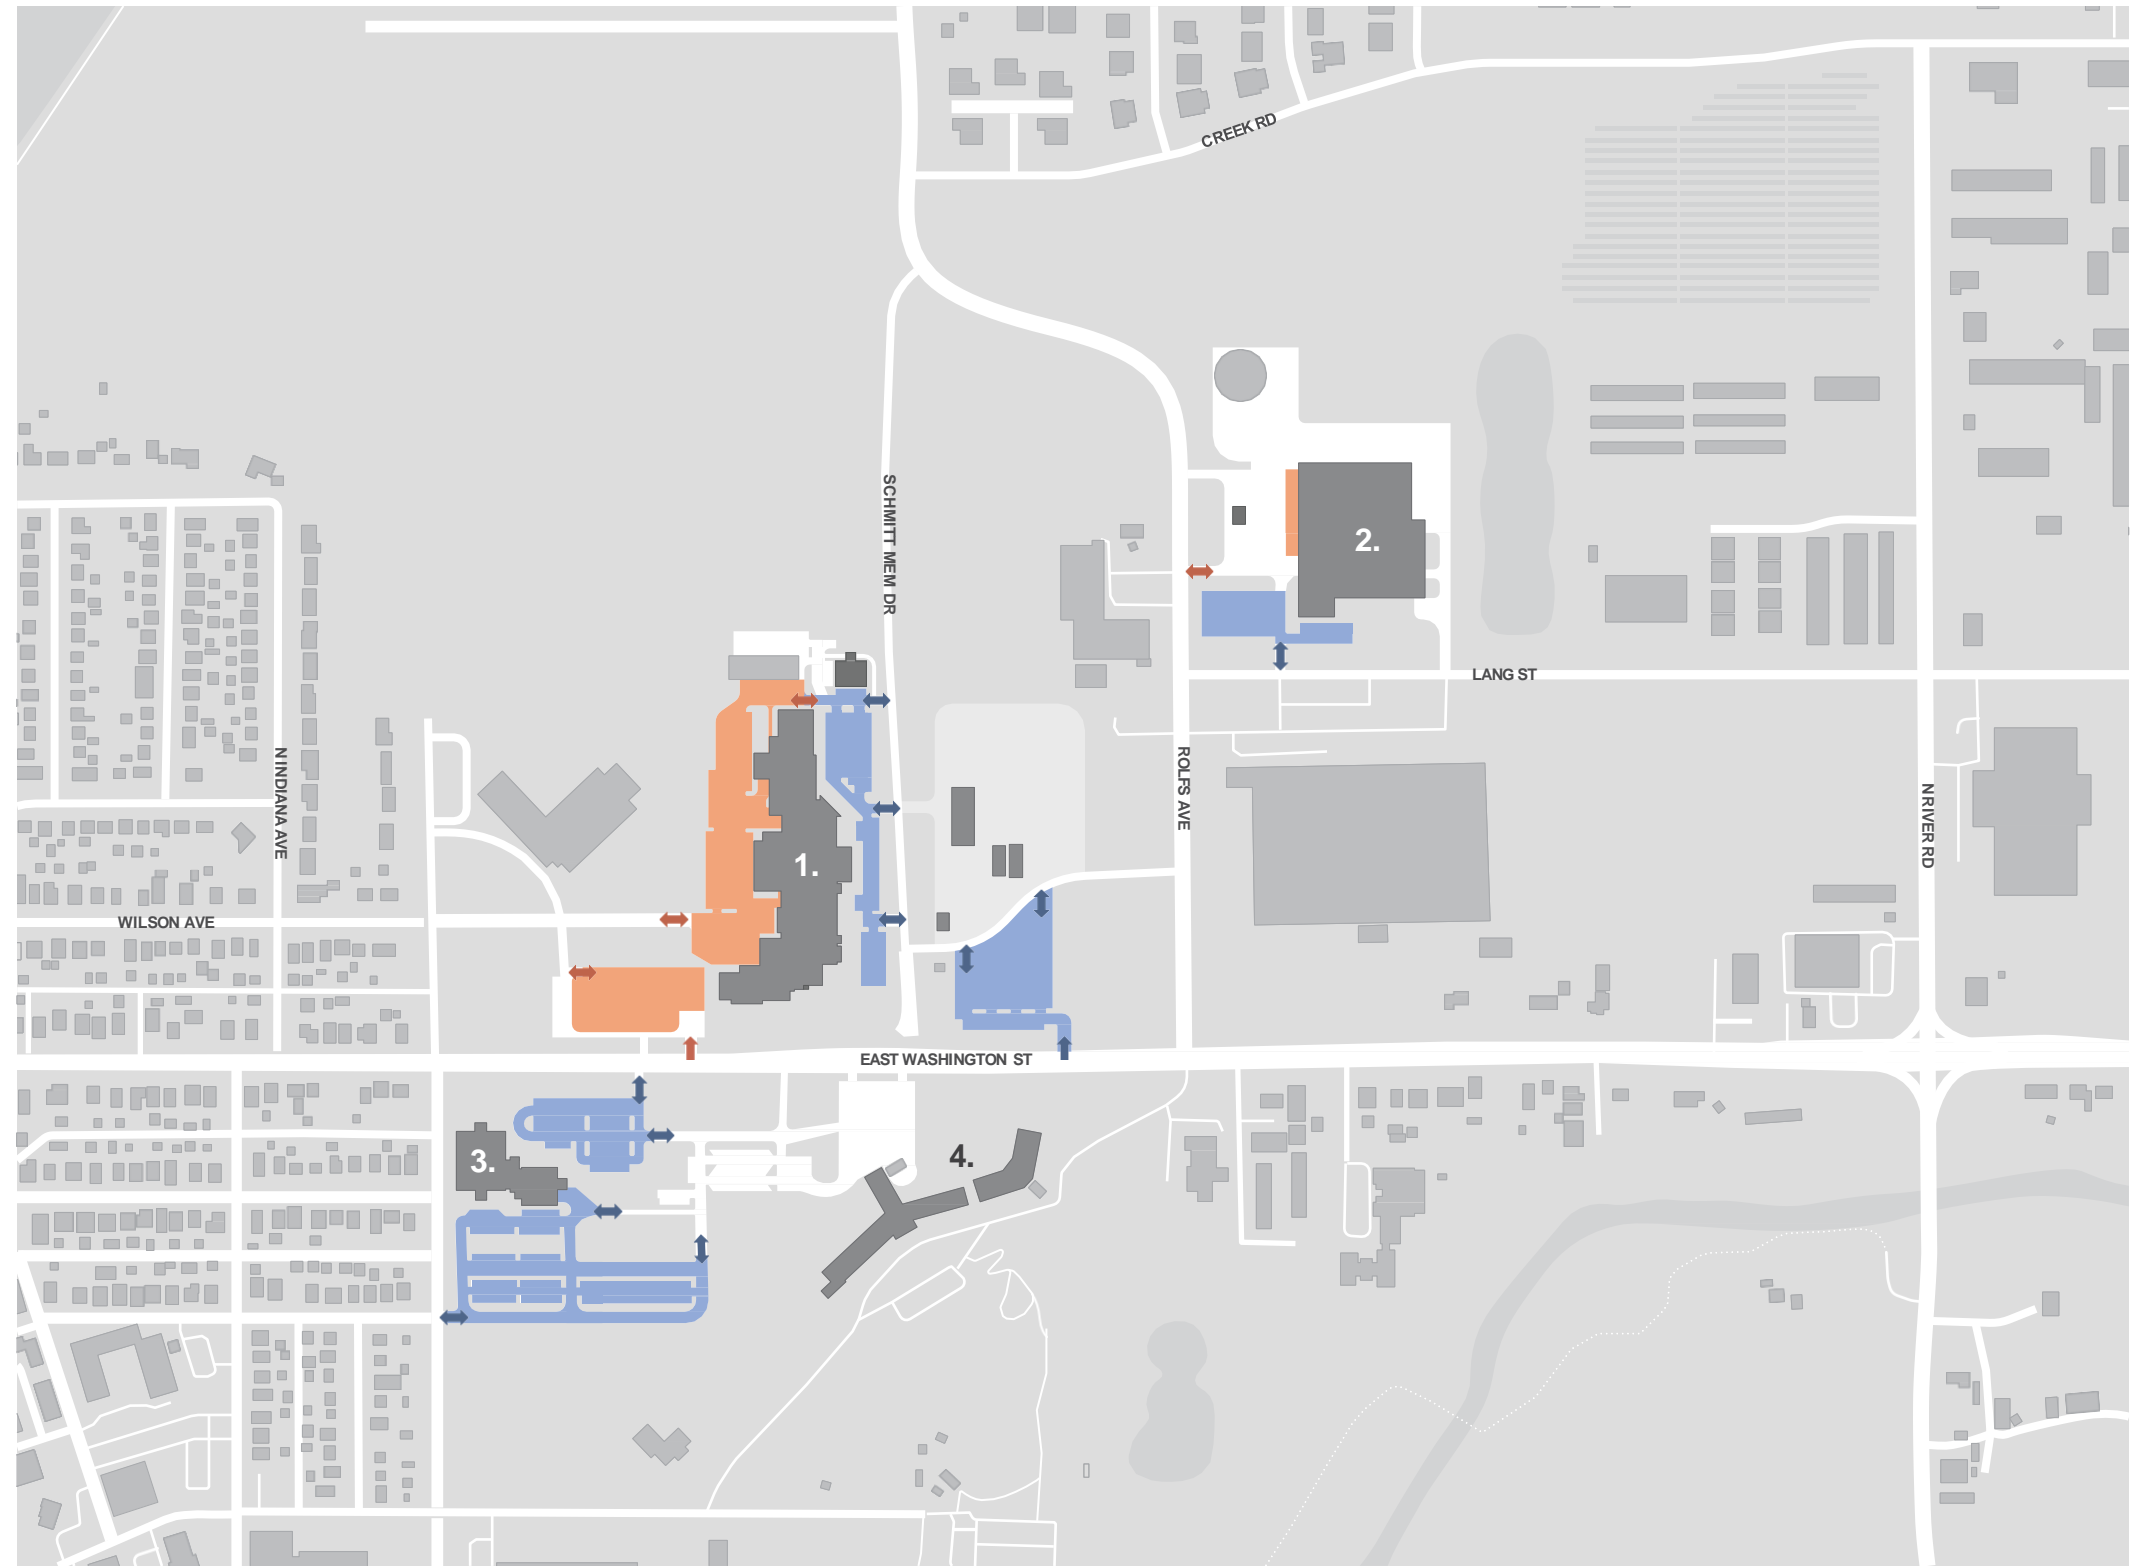 CREEK RD
SCHMITT MEM DR
2.
LANG ST
N INDIANA AVE
ROLFS AVE
N RIVER RD
1.
WILSON AVE
EAST WASHINGTON ST
3.
4.